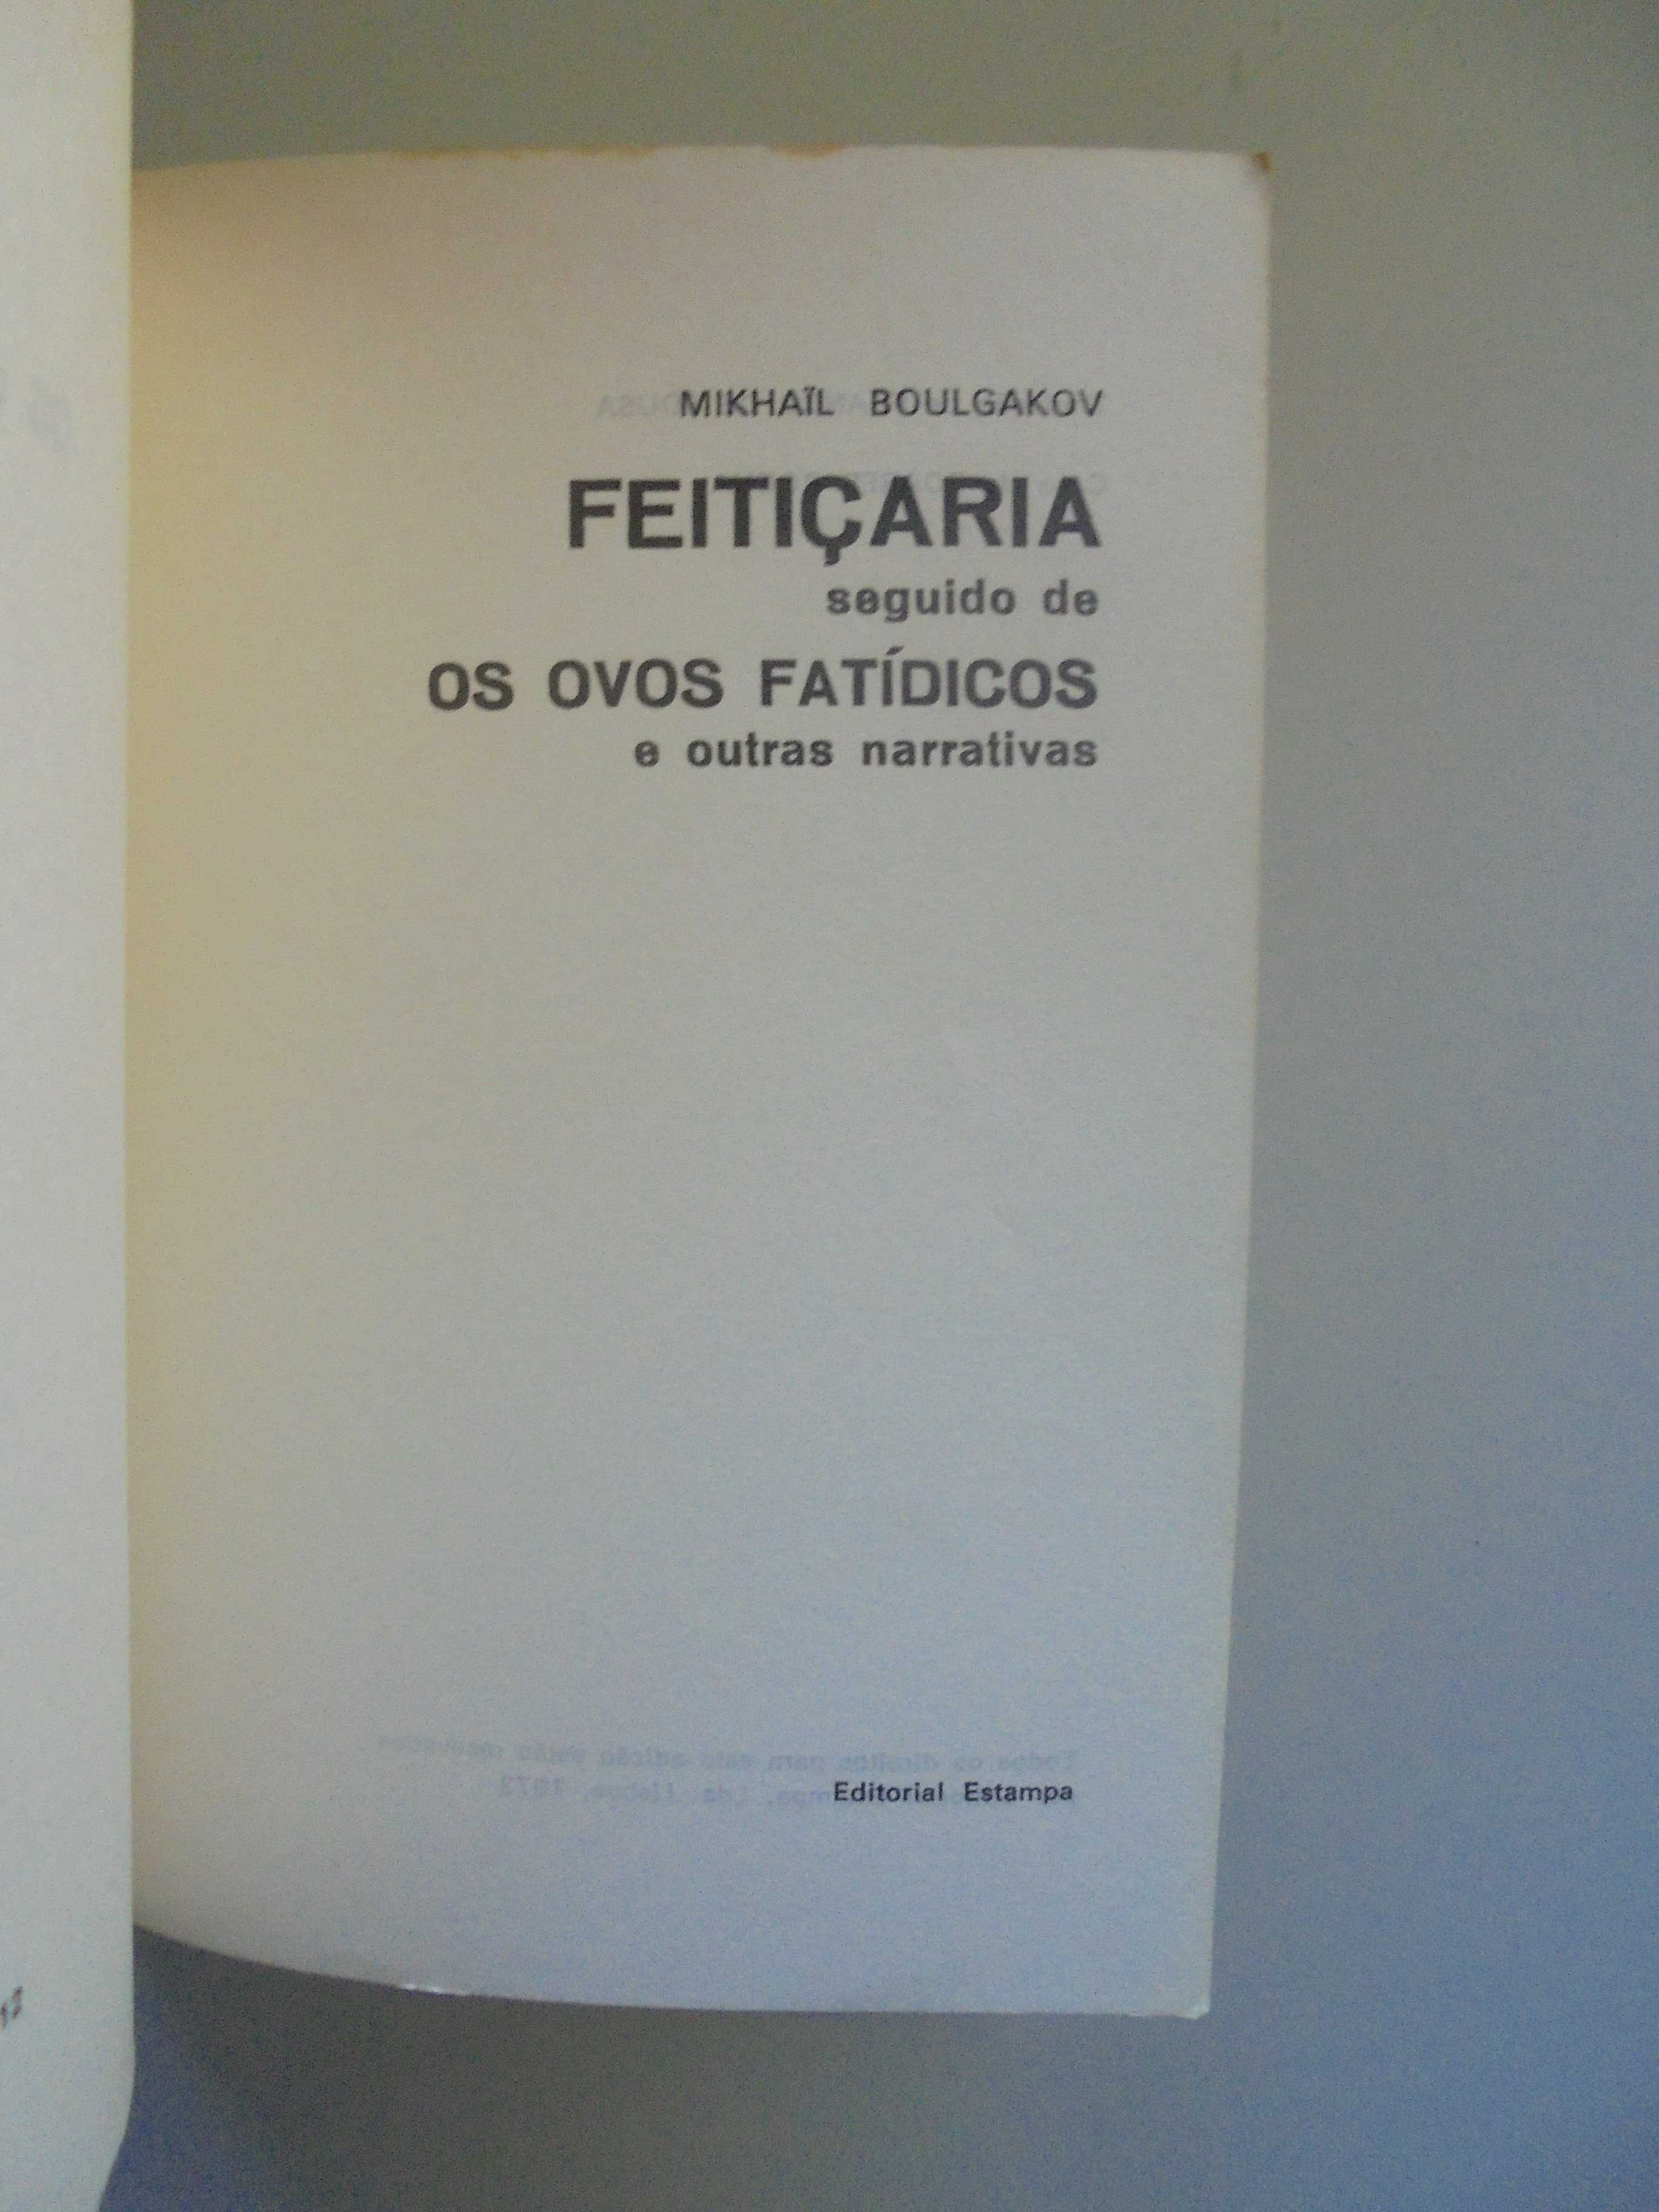 MIKHAÏL BOULGAKOV
FEITIÇARIA
seguido de
OS OVOS FATÍDICOS
e outras narrativas
Editorial Estampa